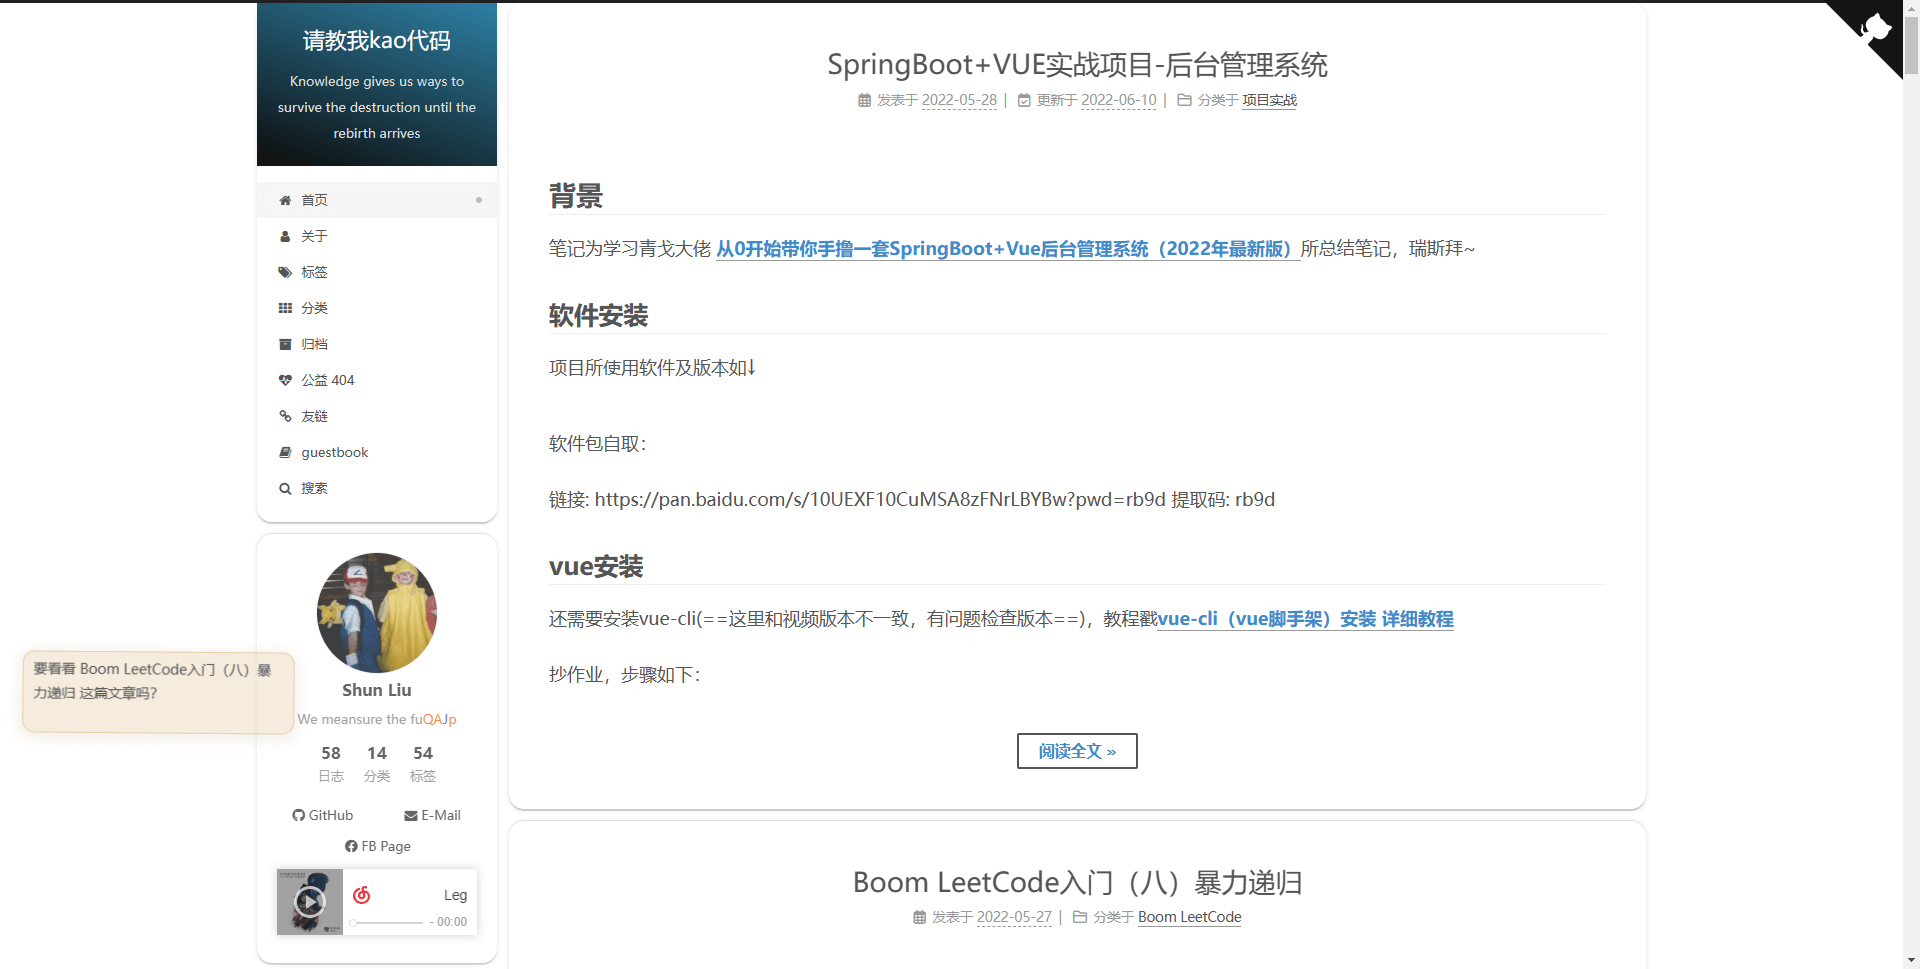 请教我kao代码
Knowledge gives us ways to
survive the destruction until the
rebirth arrives
首页
关于
标签
分类
归档
公益 404
友链
guestbook
搜索
要看看 Boom LeetCode入门（八）暴
力递归 这篇文章吗？
Shun Liu
We meansure the fuQAJp
58 14 54
日志 分类 标签
GitHub E-Mail
FB Page
Leg
- 00:00
SpringBoot+VUE实战项目-后台管理系统
发表于 2022-05-28 | 更新于 2022-06-10 | 分类于 项目实战
背景
笔记为学习青戈大佬 从0开始带你手撸一套SpringBoot+Vue后台管理系统（2022年最新版）所总结笔记，瑞斯拜~
软件安装
项目所使用软件及版本如↓
软件包自取：
链接: https://pan.baidu.com/s/10UEXF10CuMSA8zFNrLBYBw?pwd=rb9d 提取码: rb9d
vue安装
还需要安装vue-cli(==这里和视频版本不一致，有问题检查版本==)，教程戳vue-cli（vue脚手架）安装 详细教程
抄作业，步骤如下：
阅读全文 »
Boom LeetCode入门（八）暴力递归
发表于 2022-05-27 | 分类于 Boom LeetCode